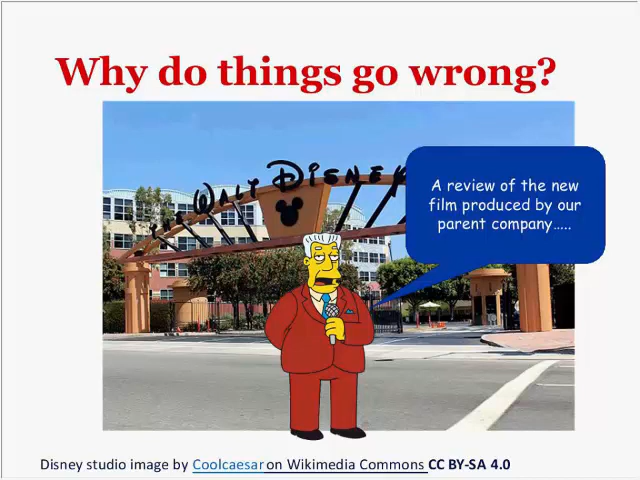 Why do things go wrong?
THE WALT DISNEY
A review of the new
film produced by our
parent company.....
Disney studio image by Coolcaesar on Wikimedia Commons CC BY-SA 4.0